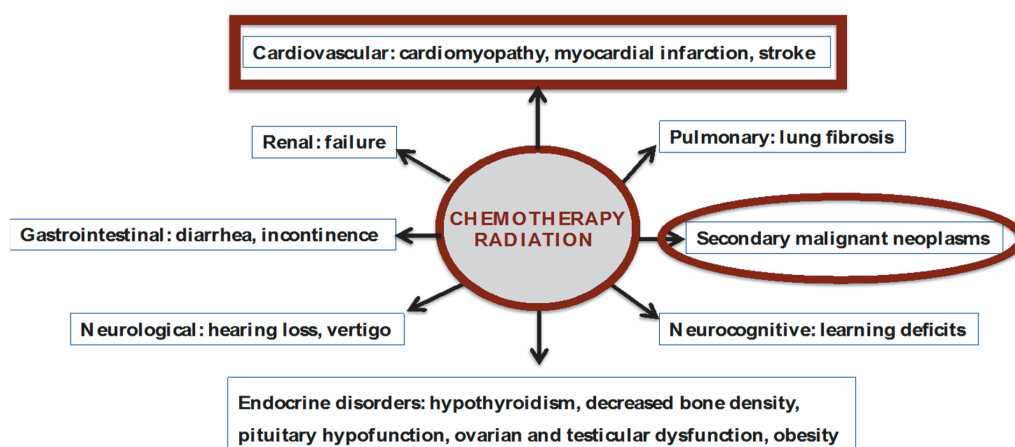 Cardiovascular: cardiomyopathy, myocardial infarction, stroke
Renal: failure
Pulmonary: lung fibrosis
CHEMOTHERAPY
RADIATION
Gastrointestinal: diarrhea, incontinence
Secondary malignant neoplasms
Neurological: hearing loss, vertigo
Neurocognitive: learning deficits
Endocrine disorders: hypothyroidism, decreased bone density,
pituitary hypofunction, ovarian and testicular dysfunction, obesity